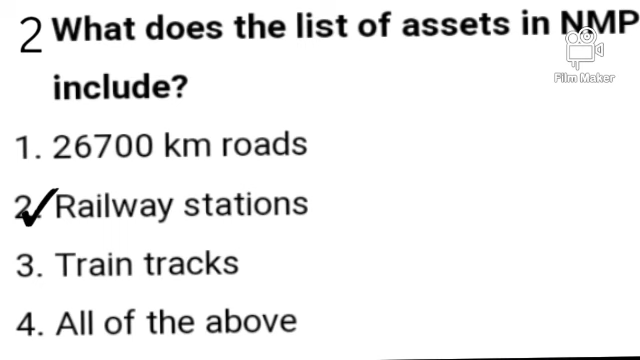 2 What does the list of assets in NMP
include?
Film Maker
1. 26700 km roads
2. Railway stations
3. Train tracks
4. All of the above